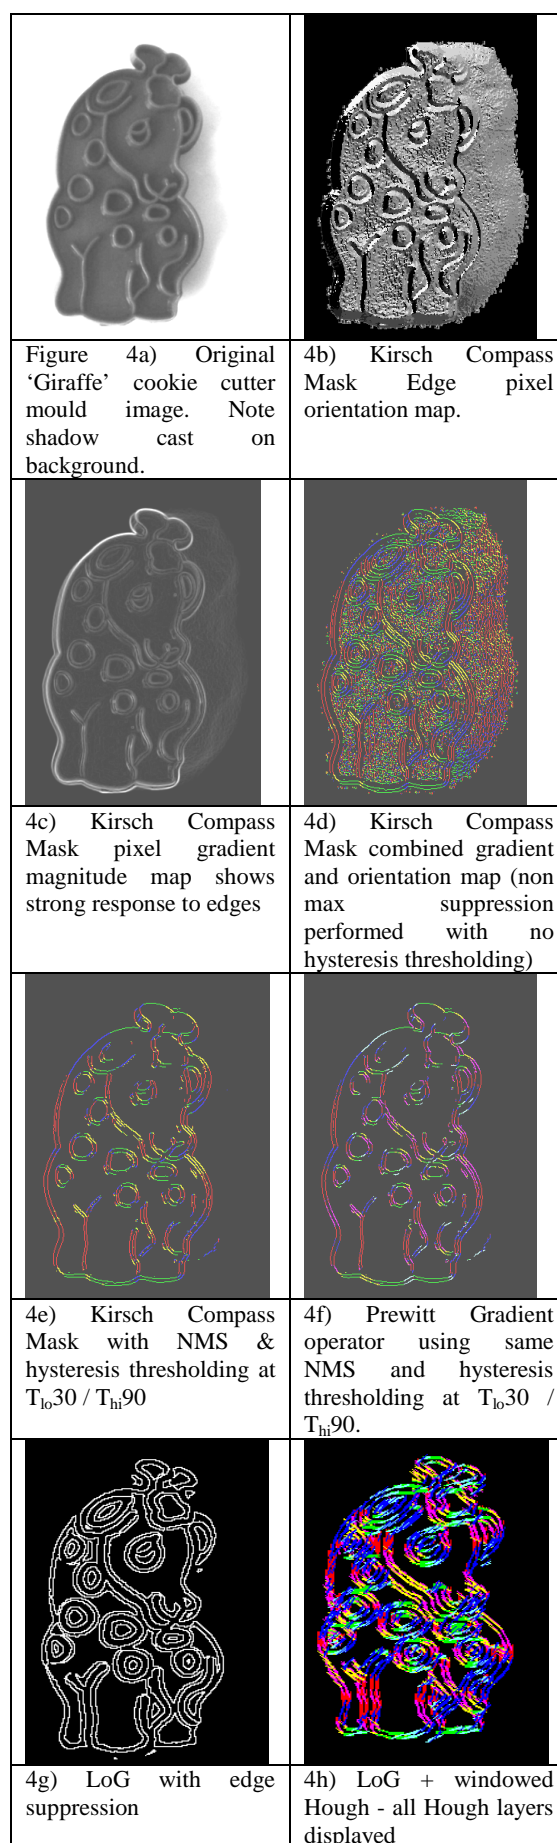 Figure 4a) Original
‘Giraffe’ cookie cutter
mould image. Note
shadow cast on
background.
4b) Kirsch Compass
Mask Edge pixel
orientation map.
4c) Kirsch Compass
Mask pixel gradient
magnitude map shows
strong response to edges
4d) Kirsch Compass
Mask combined gradient
and orientation map (non
max suppression
performed with no
hysteresis thresholding)
4e) Kirsch Compass
Mask with NMS &
hysteresis thresholding at
Tlo30 / Thi90
4f) Prewitt Gradient
operator using same
NMS and hysteresis
thresholding at Tlo30 /
Thi90.
4g) LoG with edge
suppression
4h) LoG + windowed
Hough - all Hough layers
displayed